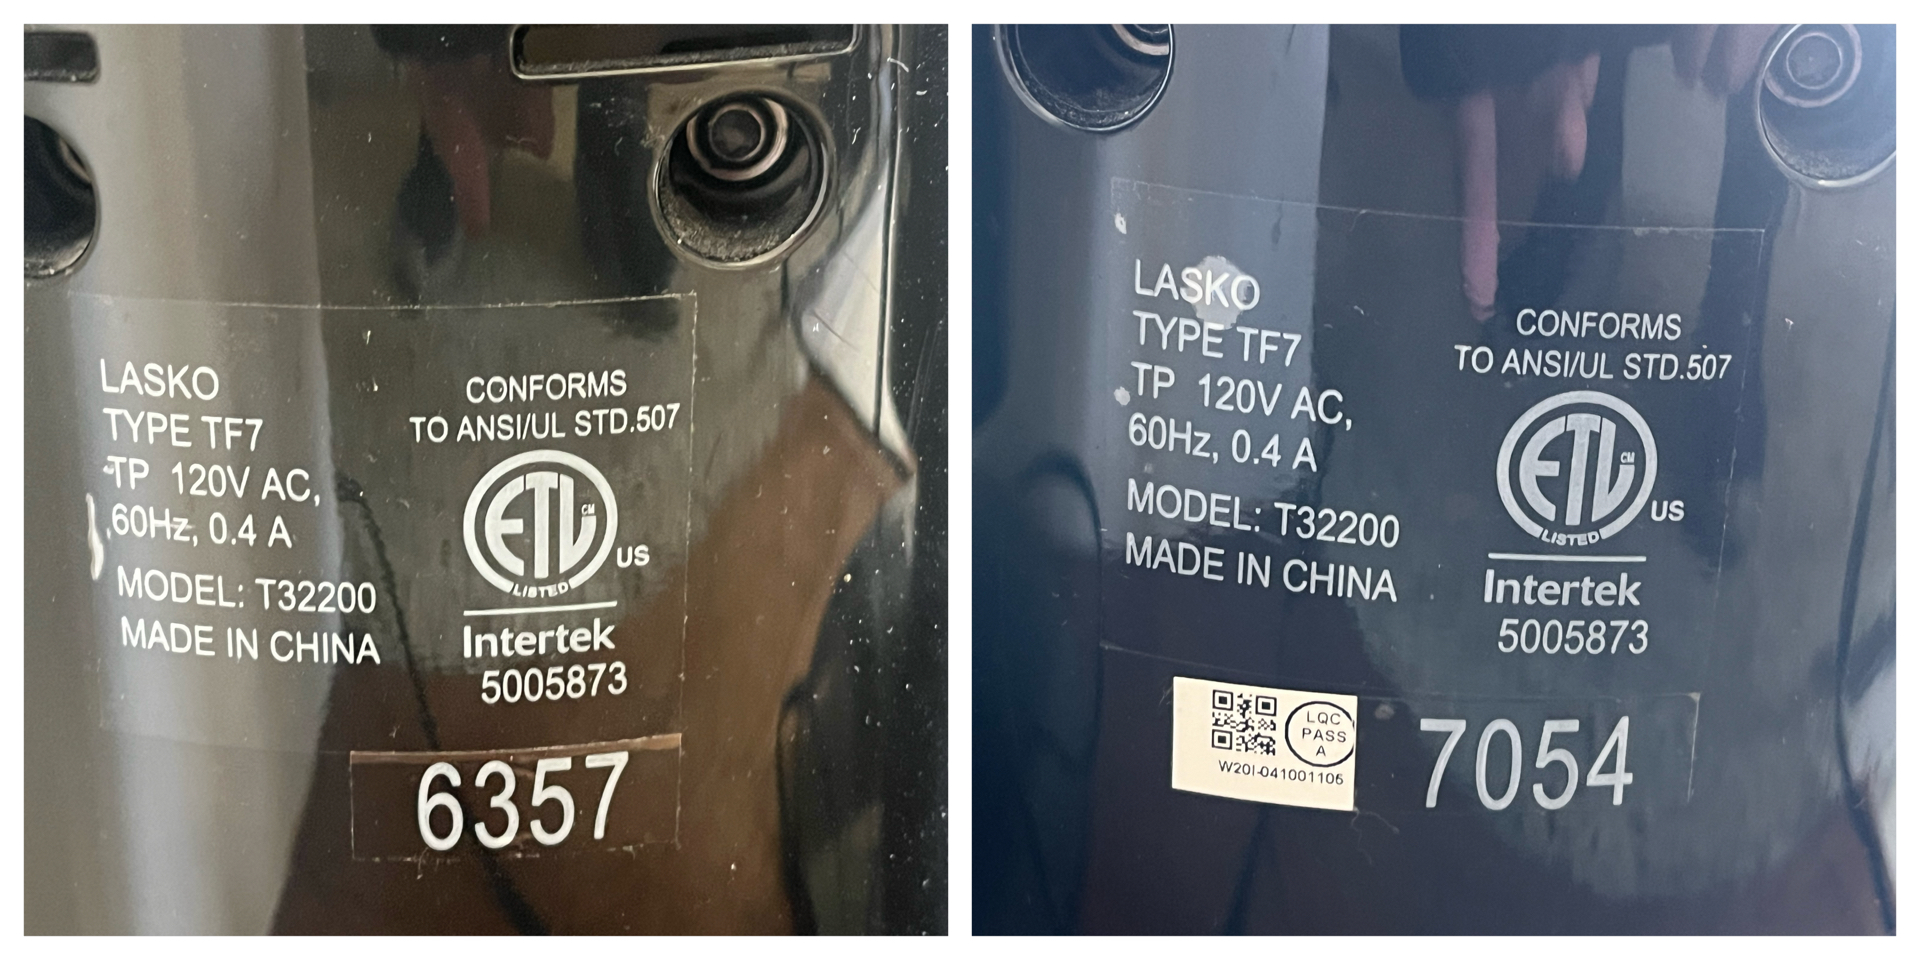 LASKO
TYPE TF7
TP 120V AC,
60Hz, 0.4 A
MODEL: T32200
MADE IN CHINA
CONFORMS
TO ANSI/UL STD.507
ETL
CM
US
LISTED
Intertek
5005873
6357
LASKO
TYPE TF7
TP 120V AC,
60Hz, 0.4 A
MODEL: T32200
MADE IN CHINA
CONFORMS
TO ANSI/UL STD.507
ETL
CM
US
LISTED
Intertek
5005873
LQC
PASS
A
W20I-041001106
7054